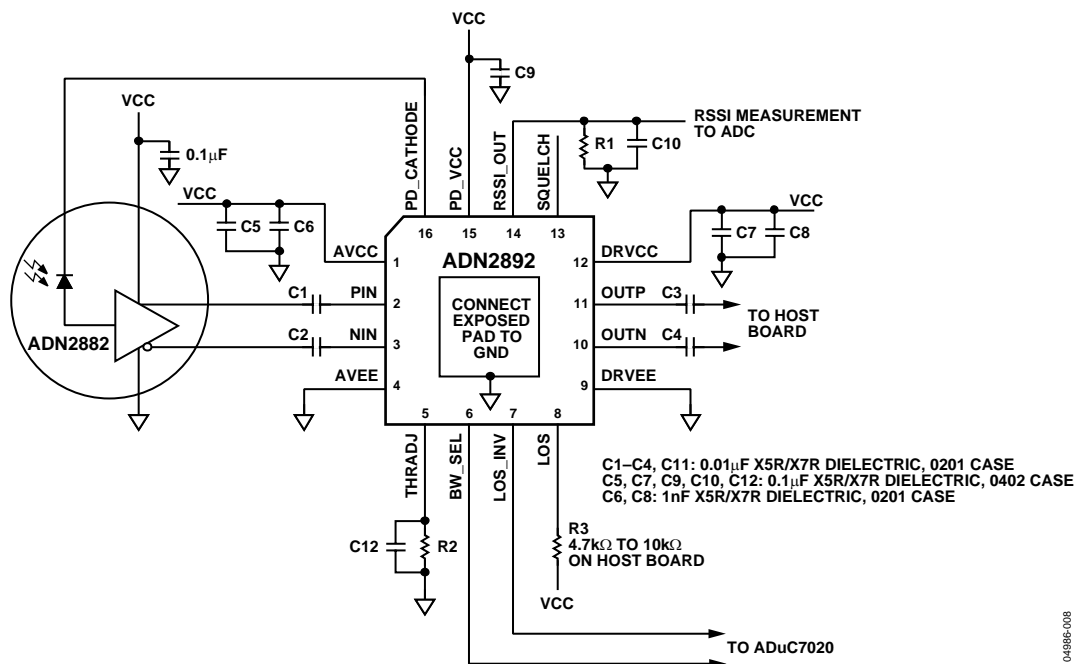 VCC
C9
VCC
0.1μF
RSSI MEASUREMENT
TO ADC
R1
C10
PD_CATHODE
PD_VCC
RSSI_OUT
SQUELCH
VCC
C5
C6
VCC
C7
C8
16
15
14
13
AVCC
1
ADN2892
12
DRVCC
C1
PIN
2
CONNECT
EXPOSED
PAD TO
GND
11
OUTP
C3
TO HOST
BOARD
ADN2882
C2
NIN
3
10
OUTN
C4
AVEE
4
9
DRVEE
5
6
7
8
THRADJ
BW_SEL
LOS_INV
LOS
C1–C4, C11: 0.01μF X5R/X7R DIELECTRIC, 0201 CASE
C5, C7, C9, C10, C12: 0.1μF X5R/X7R DIELECTRIC, 0402 CASE
C6, C8: 1nF X5R/X7R DIELECTRIC, 0201 CASE
C12
R2
R3
4.7kΩ TO 10kΩ
ON HOST BOARD
VCC
TO ADuC7020
04986-008